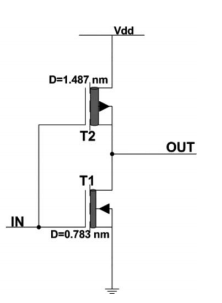 Vdd
D=1.487 nm
T2
OUT
T1
IN
D=0.783 nm